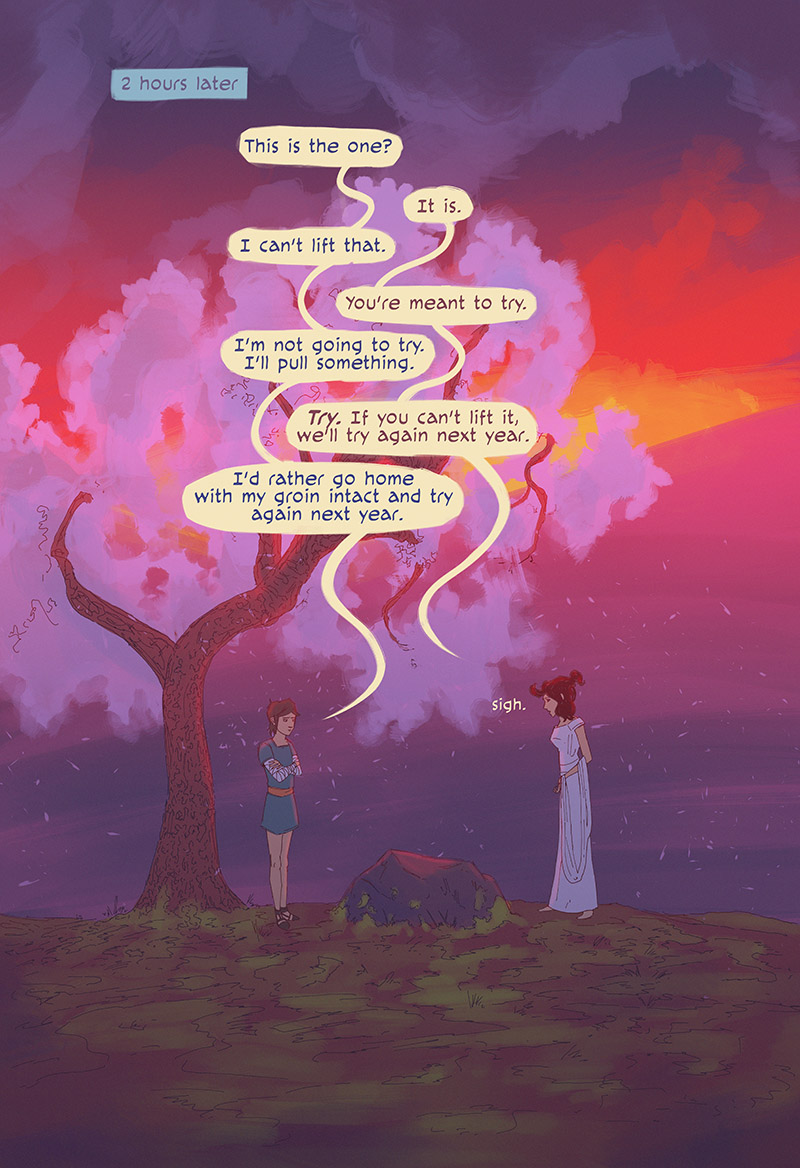 2 hours later
This is the one?
It is.
I can't lift that.
You're meant to try.
I'm not going to try.
I'll pull something.
Try. If you can't lift it,
we'll try again next year.
I'd rather go home
with my groin intact and try
again next year.
sigh.